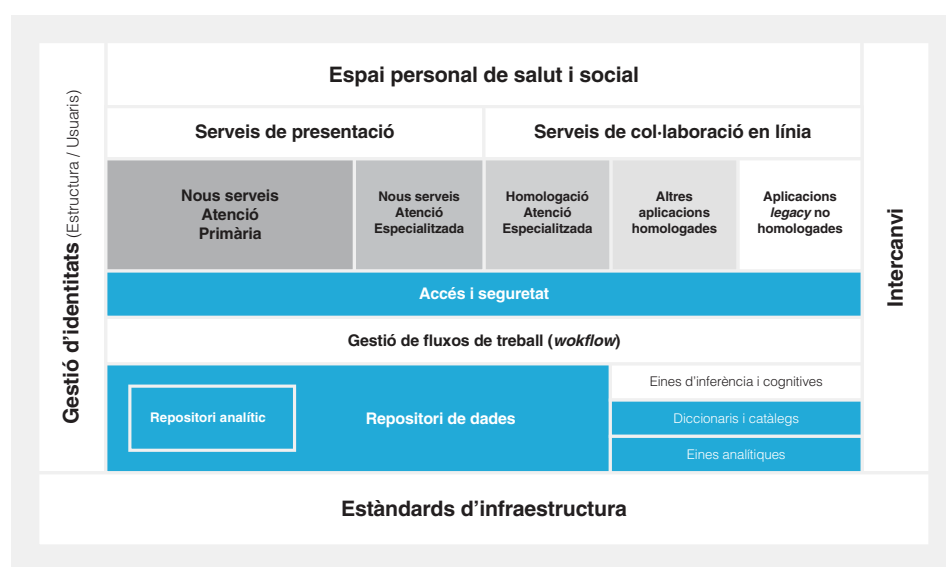 Gestió d’identitats (Estructura / Usuaris)
Espai personal de salut i social
Serveis de presentació
Serveis de col·laboració en línia
Nous serveis
Atenció
Primària
Nous serveis
Atenció
Especialitzada
Homologació
Atenció
Especialitzada
Altres
aplicacions
homologades
Aplicacions
legacy no
homologades
Accés i seguretat
Gestió de fluxos de treball (wokflow)
Repositori analític
Repositori de dades
Eines d’inferència i cognitives
Diccionaris i catàlegs
Eines analítiques
Intercanvi
Estàndards d’infraestructura